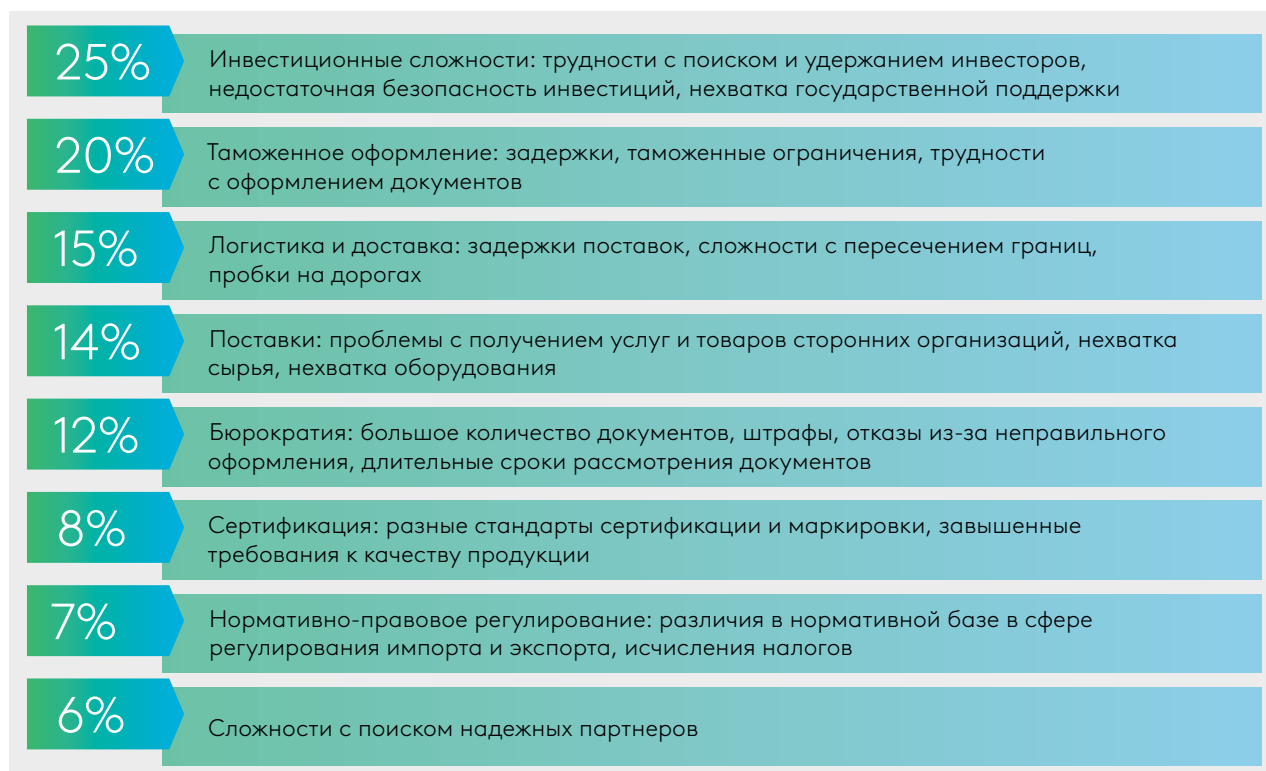 25%
Инвестиционные сложности: трудности с поиском и удержанием инвесторов,
недостаточная безопасность инвестиций, нехватка государственной поддержки
20%
Таможенное оформление: задержки, таможенные ограничения, трудности
с оформлением документов
15%
Логистика и доставка: задержки поставок, сложности с пересечением границ,
пробки на дорогах
14%
Поставки: проблемы с получением услуг и товаров сторонних организаций, нехватка
сырья, нехватка оборудования
12%
Бюрократия: большое количество документов, штрафы, отказы из-за неправильного
оформления, длительные сроки рассмотрения документов
8%
Сертификация: разные стандарты сертификации и маркировки, завышенные
требования к качеству продукции
7%
Нормативно-правовое регулирование: различия в нормативной базе в сфере
регулирования импорта и экспорта, исчисления налогов
6%
Сложности с поиском надежных партнеров